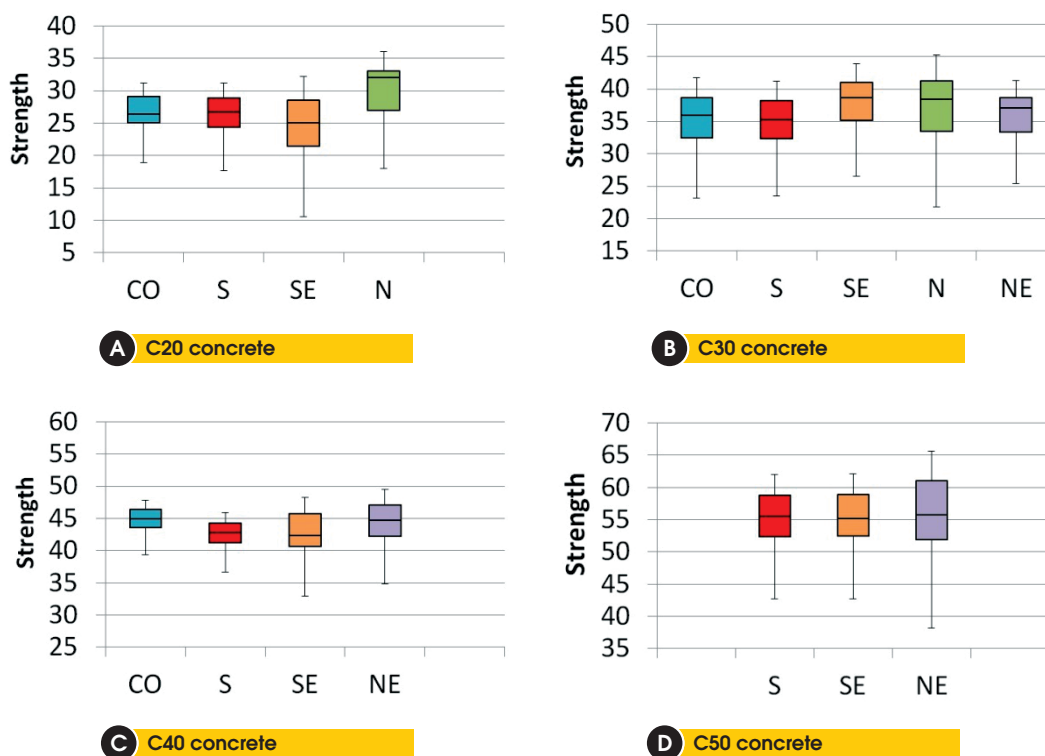 40
35
30
25
20
15
10
5
Strength
CO S SE N
A C20 concrete
50
45
40
35
30
25
20
15
Strength
CO S SE N NE
B C30 concrete
60
55
50
45
40
35
30
25
Strength
CO S SE NE
C C40 concrete
70
65
60
55
50
45
40
35
Strength
S SE NE
D C50 concrete